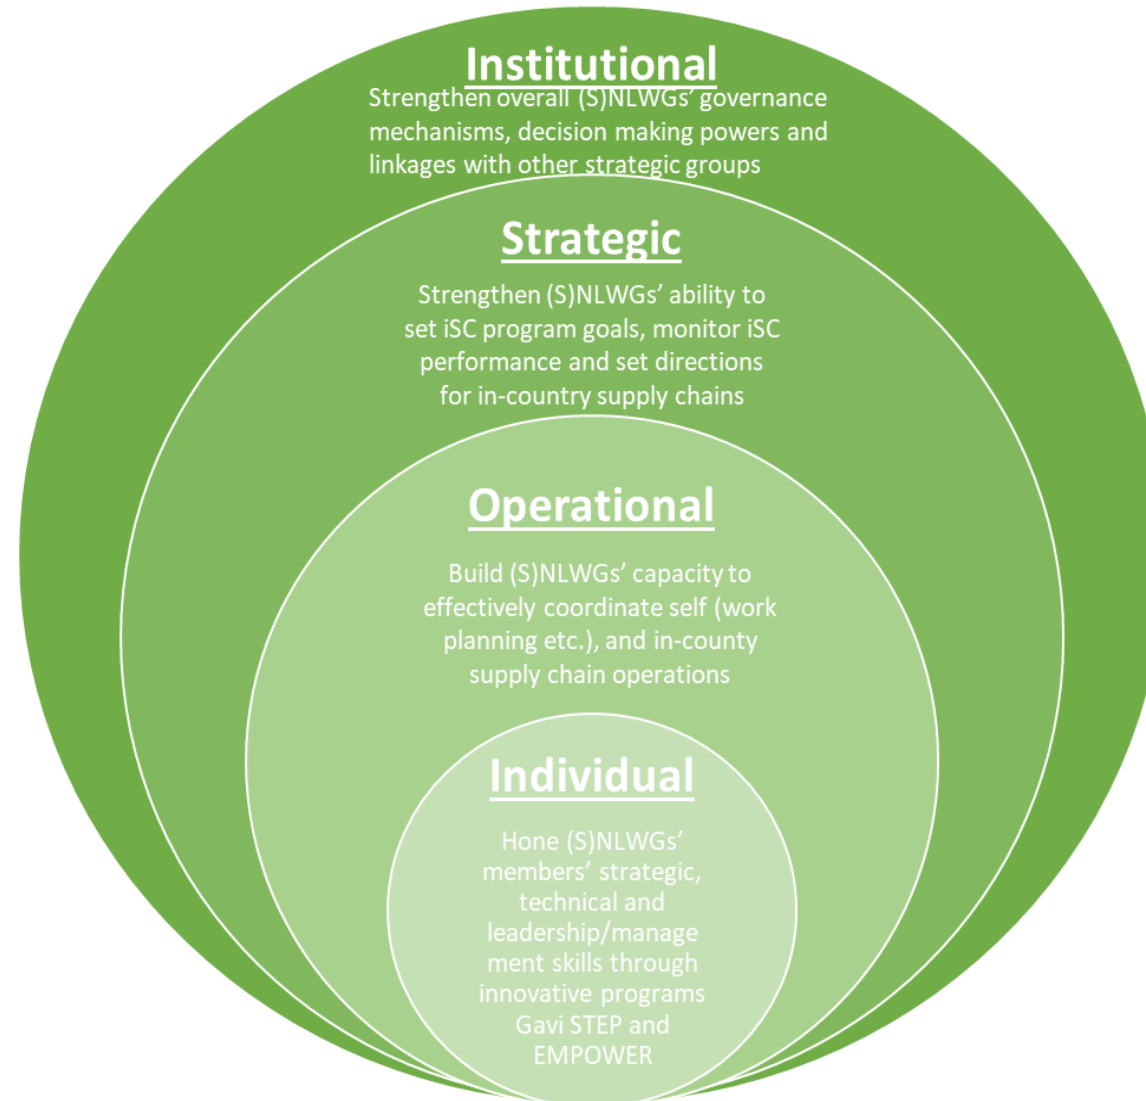 Institutional
Strengthen overall (S)NLWGs’ governance
mechanisms, decision making powers and
linkages with other strategic groups
Strategic
Strengthen (S)NLWGs’ ability to
set iSC program goals, monitor iSC
performance and set directions
for in-country supply chains
Operational
Build (S)NLWGs’ capacity to
effectively coordinate self (work
planning etc.), and in-county
supply chain operations
Individual
Hone (S)NLWGs’
members’ strategic,
technical and
leadership/manage
ment skills through
innovative programs
Gavi STEP and
EMPOWER